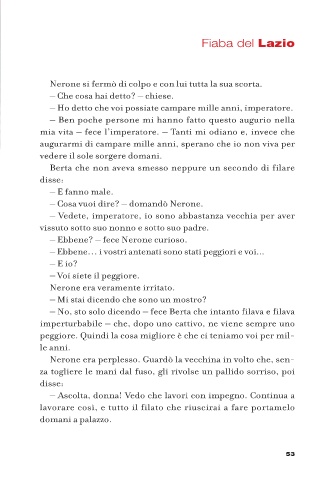 Fiaba del Lazio
Nerone si fermò di colpo e con lui tutta la sua scorta.
– Che cosa hai detto? – chiese.
– Ho detto che voi possiate campare mille anni, imperatore.
– Ben poche persone mi hanno fatto questo augurio nella
mia vita – fece l'imperatore. – Tanti mi odiano e, invece che
augurarmi di campare mille anni, sperano che io non viva per
vedere il sole sorgere domani.
Berta che non aveva smesso neppure un secondo di filare
disse:
– E fanno male.
– Cosa vuoi dire? – domandò Nerone.
– Vedete, imperatore, io sono abbastanza vecchia per aver
vissuto sotto suo nonno e sotto suo padre.
– Ebbene? – fece Nerone curioso.
– Ebbene… i vostri antenati sono stati peggiori e voi…
– E io?
– Voi siete il peggiore.
Nerone era veramente irritato.
– Mi stai dicendo che sono un mostro?
– No, sto solo dicendo – fece Berta che intanto filava e filava
imperturbabile – che, dopo uno cattivo, ne viene sempre uno
peggiore. Quindi la cosa migliore è che ci teniamo voi per mil-
le anni.
Nerone era perplesso. Guardò la vecchina in volto che, sen-
za togliere le mani dal fuso, gli rivolse un pallido sorriso, poi
disse:
– Ascolta, donna! Vedo che lavori con impegno. Continua a
lavorare così, e tutto il filato che riuscirai a fare portamelo
domani a palazzo.
53